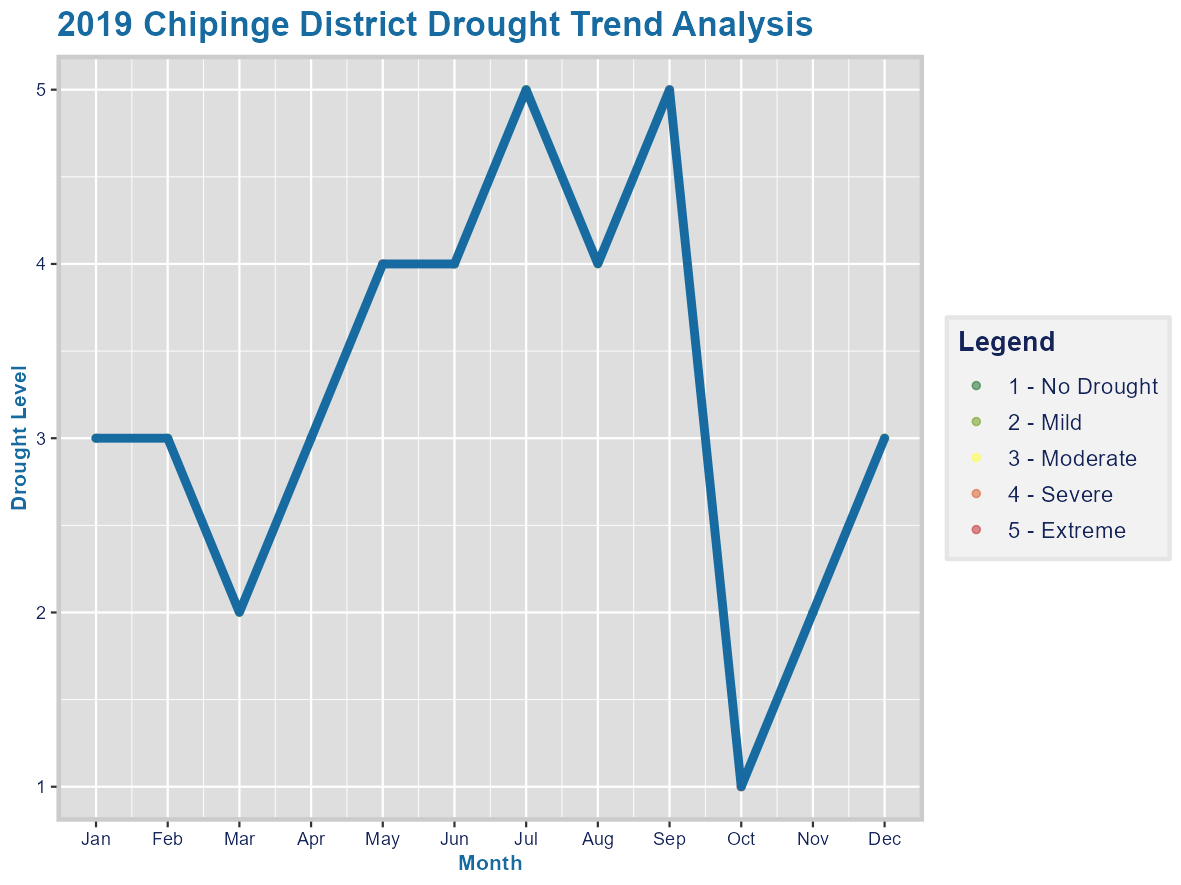 2019 Chipinge District Drought Trend Analysis
5
4
3
2
1
Drought Level
Jan Feb Mar Apr May Jun Jul Aug Sep Oct Nov Dec
Month
Legend
1 - No Drought
2 - Mild
3 - Moderate
4 - Severe
5 - Extreme